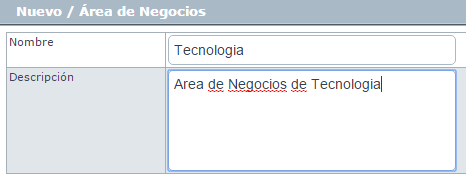 Nuevo / Área de Negocios
Nombre
Tecnologia
Descripción
Area de Negocios de Tecnologia